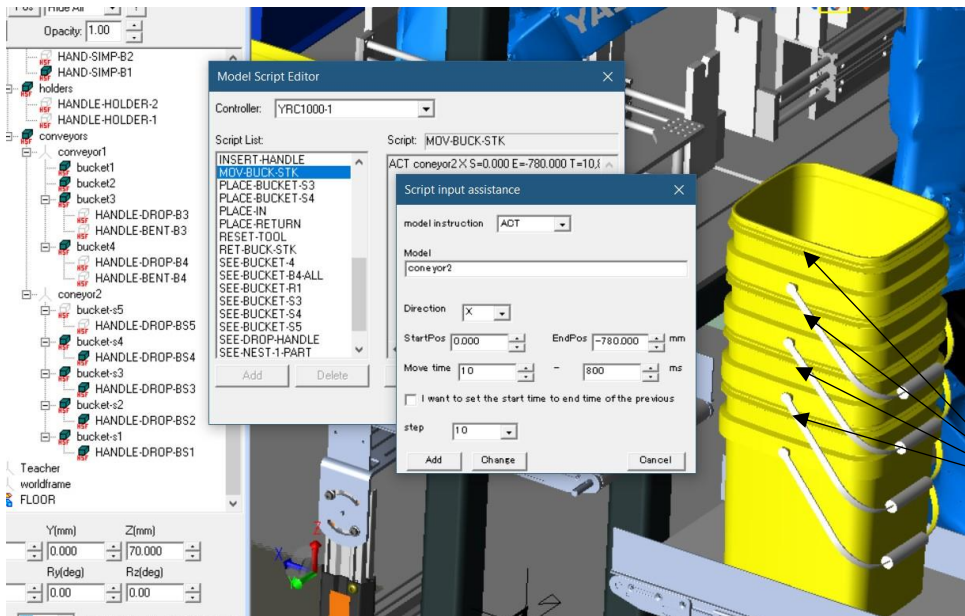 Pos
Hide All
Opacity: 1.00
HAND-SIMP-B2
HAND-SIMP-B1
holders
HANDLE-HOLDER-2
HANDLE-HOLDER-1
conveyors
conveyor1
bucket1
bucket2
bucket3
HANDLE-DROP-B3
HANDLE-BENT-B3
bucket4
HANDLE-DROP-B4
HANDLE-BENT-B4
coneyor2
bucket-s5
HANDLE-DROP-BS5
bucket-s4
HANDLE-DROP-BS4
bucket-s3
HANDLE-DROP-BS3
bucket-s2
HANDLE-DROP-BS2
bucket-s1
HANDLE-DROP-BS1
Teacher
worldframe
FLOOR
Y(mm) Z(mm)
0.000 70.000
Ry(deg) Rz(deg)
0.00 0.00
Model Script Editor
Controller: YRC1000-1
Script List:
INSERT-HANDLE
MOV-BUCK-STK
PLACE-BUCKET-S3
PLACE-BUCKET-S4
PLACE-IN
PLACE-RETURN
RESET-TOOL
RET-BUCK-STK
SEE-BUCKET-4
SEE-BUCKET-B4-ALL
SEE-BUCKET-R1
SEE-BUCKET-S3
SEE-BUCKET-S4
SEE-BUCKET-S5
SEE-DROP-HANDLE
SEE-NEST-1-PART
Add Delete
Script: MOV-BUCK-STK
ACT coneyor2 X S=0.000 E=-780.000 T=10,
Script input assistance
model instruction ACT
Model
coneyor2
Direction X
StartPos 0.000 EndPos -780.000 mm
Move time 10 - 800 ms
I want to set the start time to end time of the previous
step 10
Add Change Cancel
X
Z